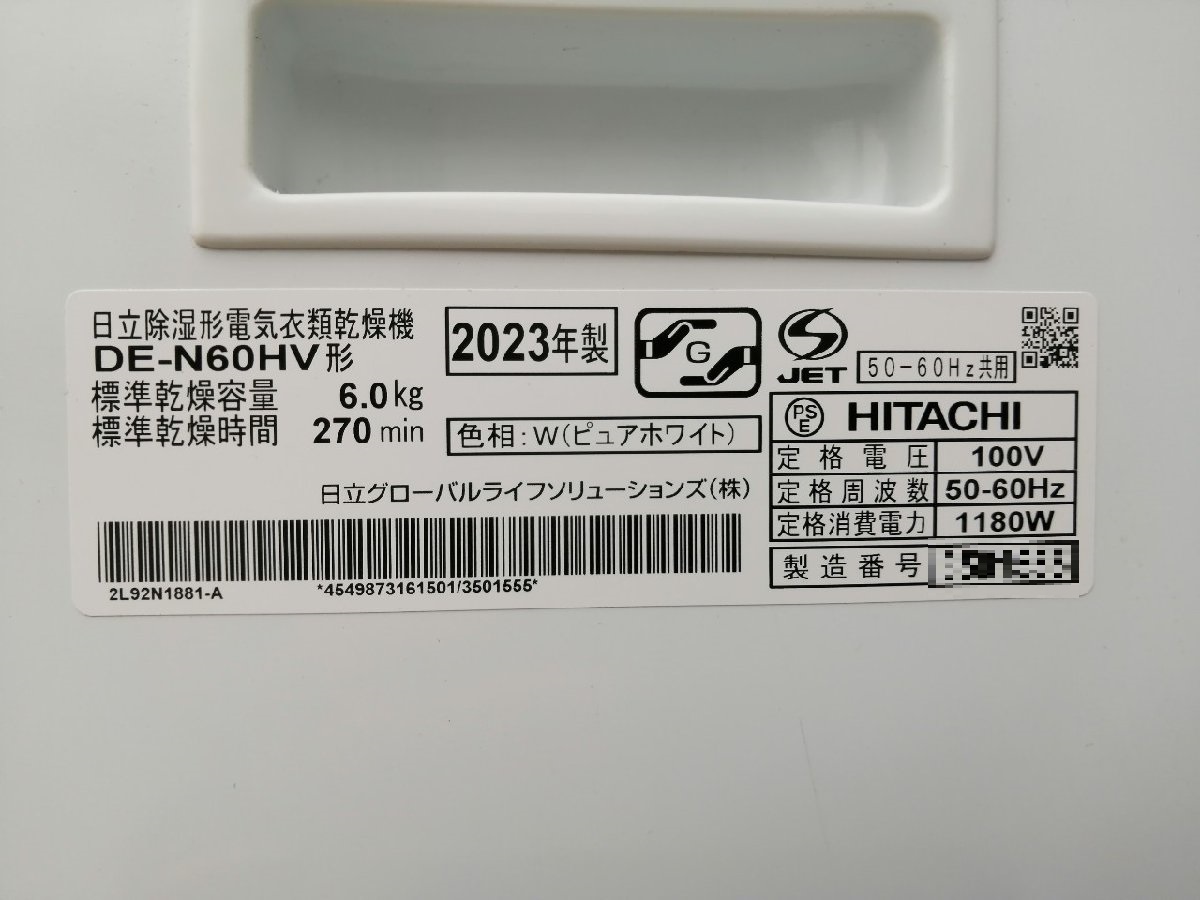 日立除湿形電気衣類乾燥機
DE-N60HV形
標準乾燥容量 6.0kg
標準乾燥時間 270 min
2023年製
G
JET
50-60Hz共用
色相:W(ピュアホワイト)
日立グローバルライフソリューションズ(株)
PSE HITACHI
定格電圧 100V
定格周波数 50-60Hz
定格消費電力 1180W
製造番号
2L92N1881-A
*4549873161501/3501555*